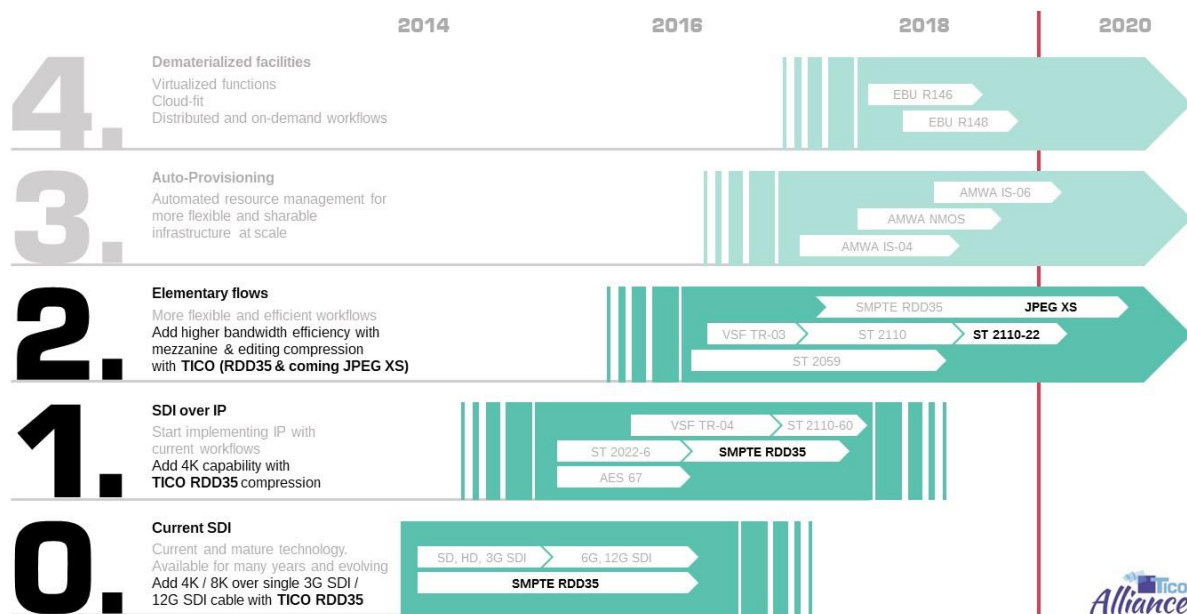 2014 2016 2018 2020
4.
Dematerialized facilities
Virtualized functions
Cloud-fit
Distributed and on-demand workflows
EBU R146
EBU R148
3.
Auto-Provisioning
Automated resource management for
more flexible and sharable
infrastructure at scale
AMWA IS-06
AMWA NMOS
AMWA IS-04
2.
Elementary flows
More flexible and efficient workflows
Add higher bandwidth efficiency with
mezzanine & editing compression
with TICO (RDD35 & coming JPEG XS)
SMPTE RDD35 JPEG XS
VSF TR-03 ST 2110 ST 2110-22
ST 2059
1.
SDI over IP
Start implementing IP with
current workflows
Add 4K capability with
TICO RDD35 compression
VSF TR-04 ST 2110-60
ST 2022-6 SMPTE RDD35
AES 67
0.
Current SDI
Current and mature technology.
Available for many years and evolving
Add 4K / 8K over single 3G SDI /
12G SDI cable with TICO RDD35
SD, HD, 3G SDI 6G, 12G SDI
SMPTE RDD35
Tico
Alliance